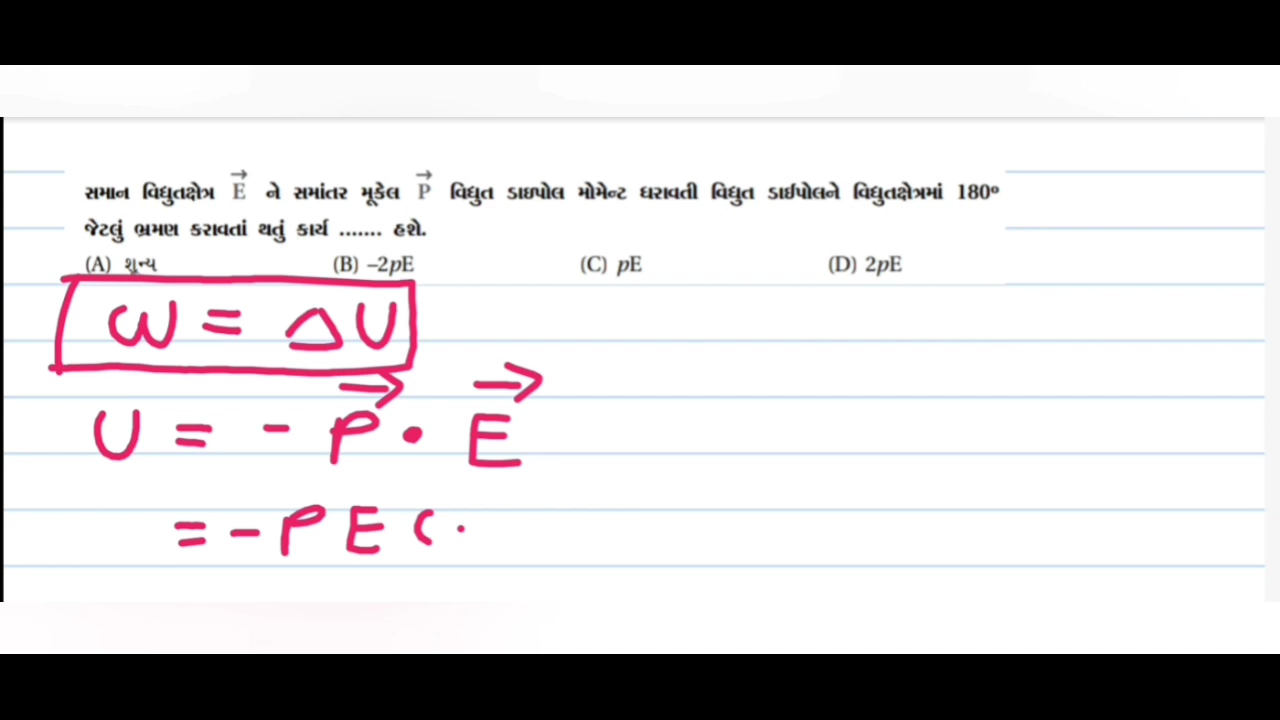 સમાન વિધુતક્ષેત્ર E⃗ ને સમાંતર મૂકેલ P⃗ વિધુત ડાઇપોલ મોમેન્ટ ધરાવતી વિધુત ડાઈપોલને વિધુતક્ષેત્રમાં 180°
જેટલું ભ્રમણ કરાવતાં થતું કાર્ય ....... હશે.
(A) શૂન્ય (B) –2pE (C) pE (D) 2pE
ω = ΔU
U = - P⃗ · E⃗
= - P E C